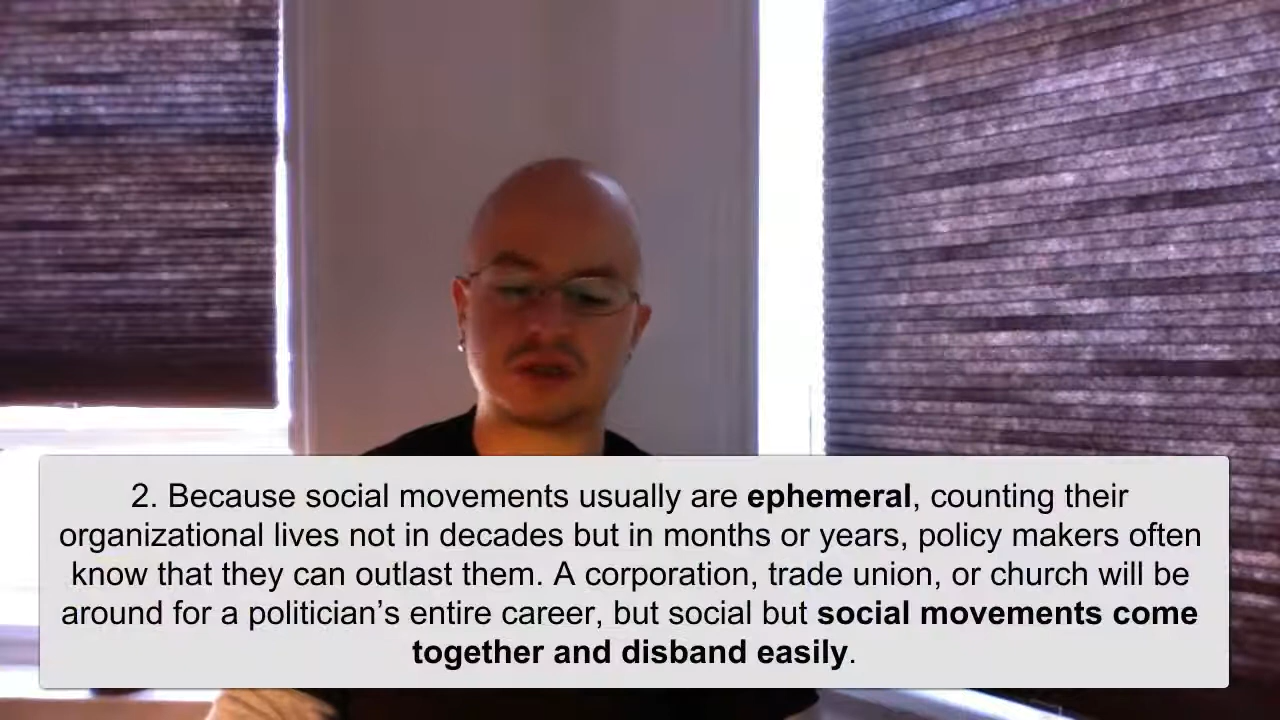 2. Because social movements usually are ephemeral, counting their
organizational lives not in decades but in months or years, policy makers often
know that they can outlast them. A corporation, trade union, or church will be
around for a politician’s entire career, but social but social movements come
together and disband easily.